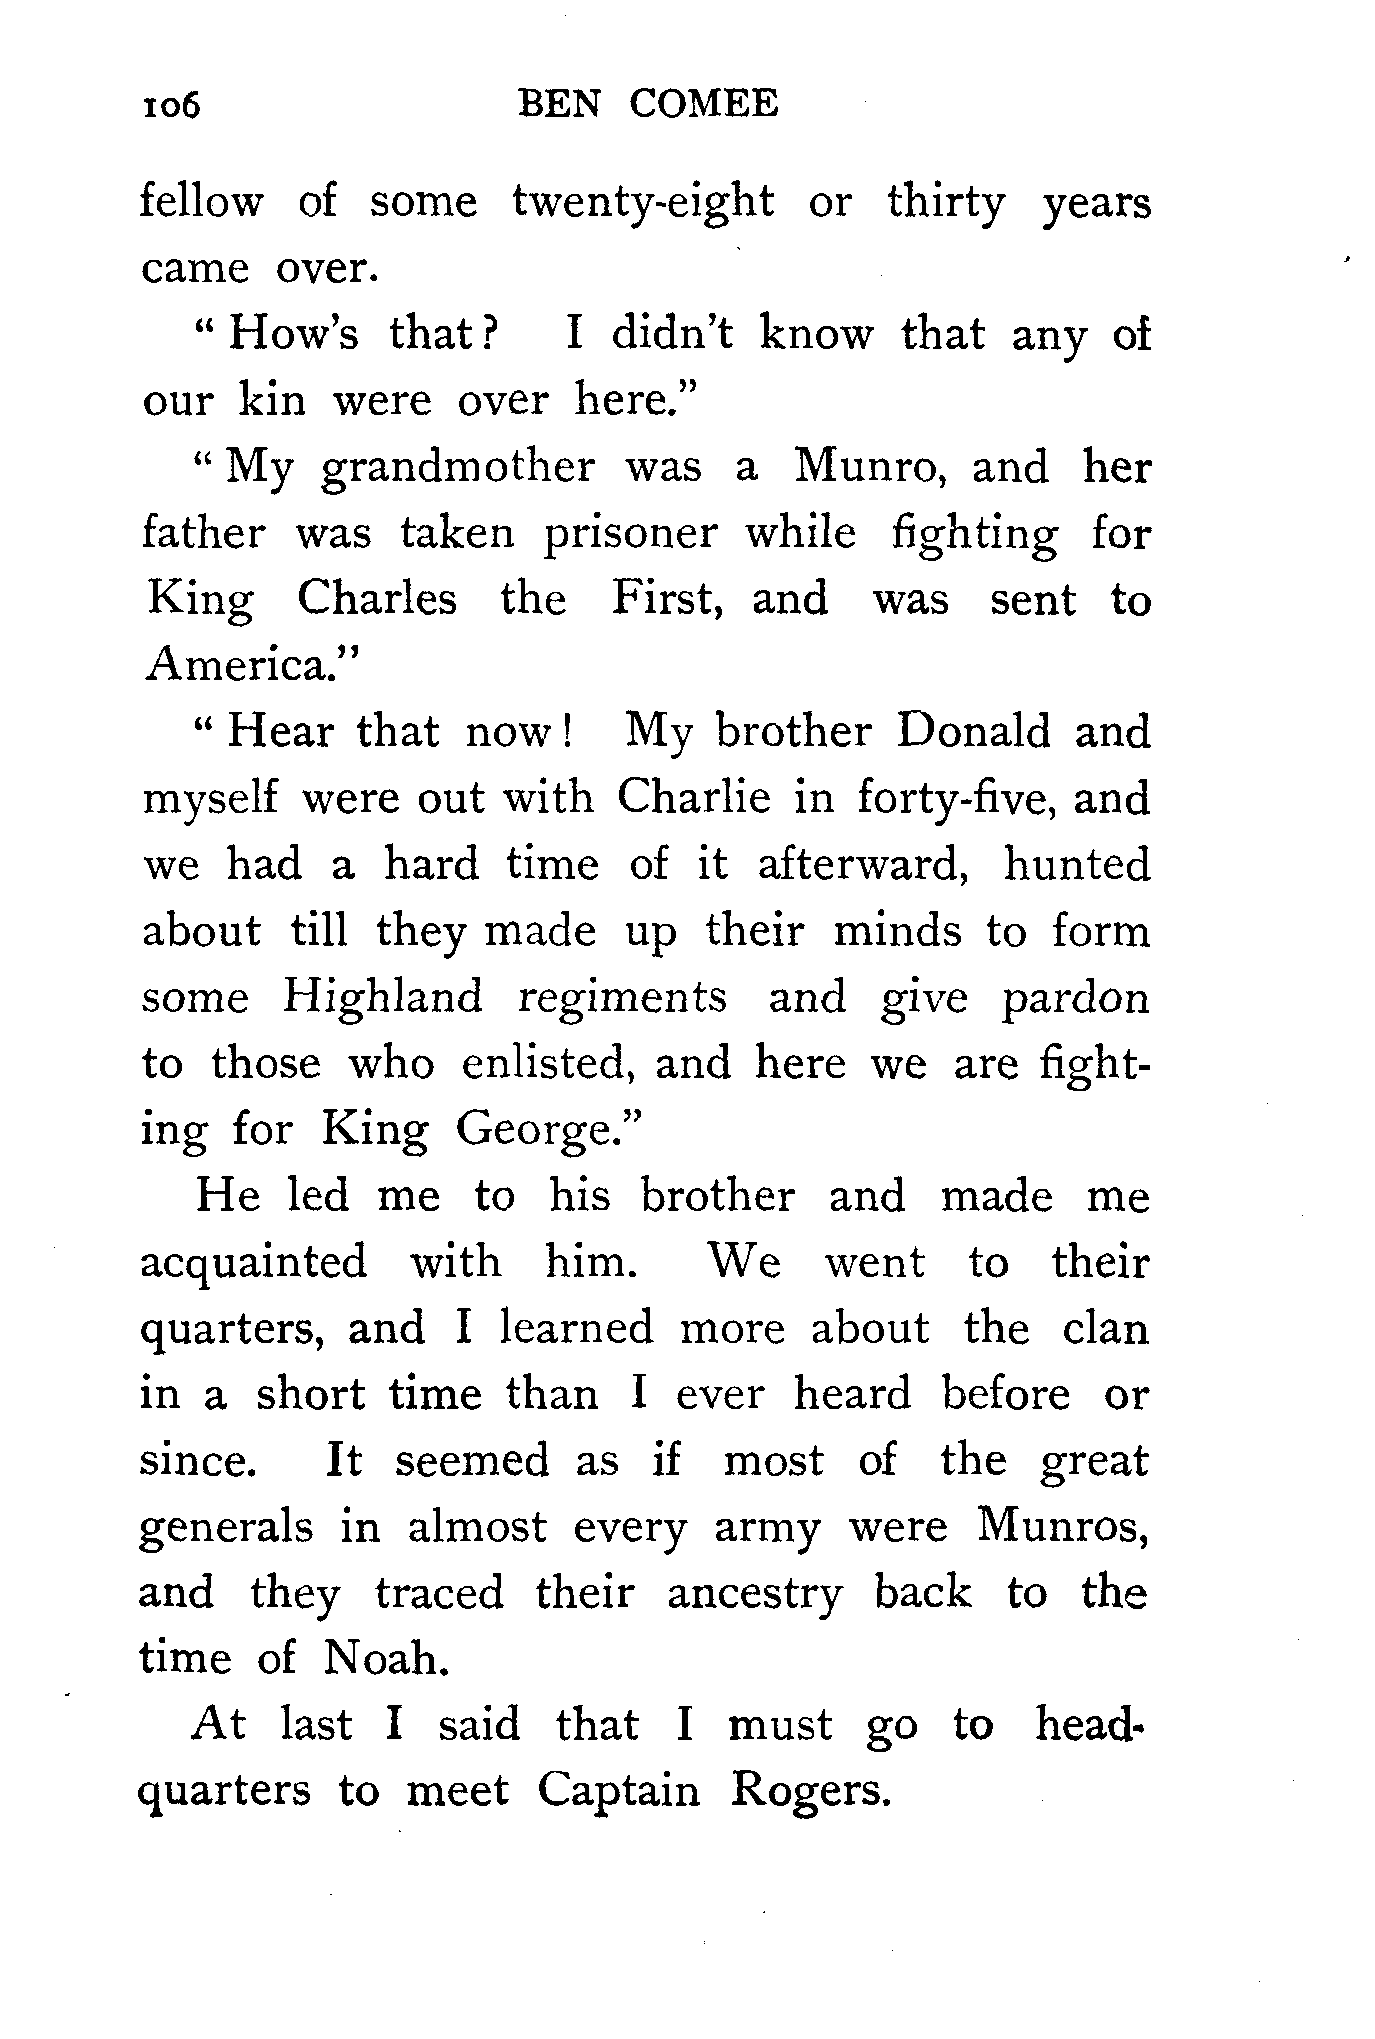 106 BEN COMEE
fellow of some twenty-eight or thirty years
came over.
“ How’s that ? I didn’t know that any of
our kin were over here.”
“ My grandmother was a Munro, and her
father was taken prisoner while fighting for
King Charles the First, and was sent to
America.”
“ Hear that now ! My brother Donald and
myself were out with Charlie in forty-five, and
we had a hard time of it afterward, hunted
about till they made up their minds to form
some Highland regiments and give pardon
to those who enlisted, and here we are fight-
ing for King George.”
He led me to his brother and made me
acquainted with him. We went to their
quarters, and I learned more about the clan
in a short time than I ever heard before or
since. It seemed as if most of the great
generals in almost every army were Munros,
and they traced their ancestry back to the
time of Noah.
At last I said that I must go to head-
quarters to meet Captain Rogers.